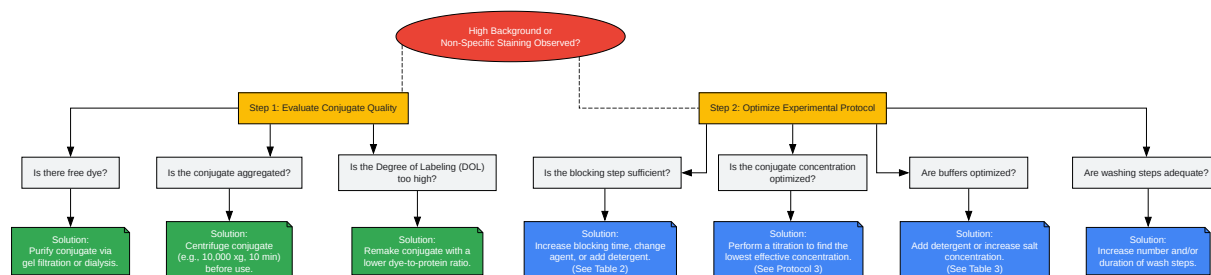 High Background or
Non-Specific Staining Observed?
Step 1: Evaluate Conjugate Quality
Step 2: Optimize Experimental Protocol
Is there free dye?
Is the conjugate aggregated?
Is the Degree of Labeling (DOL)
too high?
Is the blocking step sufficient?
Is the conjugate concentration
optimized?
Are buffers optimized?
Are washing steps adequate?
Solution:
Purify conjugate via
gel filtration or dialysis.
Solution:
Centrifuge conjugate
(e.g., 10,000 xg, 10 min)
before use.
Solution:
Remake conjugate with a
lower dye-to-protein ratio.
Solution:
Increase blocking time, change
agent, or add detergent.
(See Table 2)
Solution:
Perform a titration to find the
lowest effective concentration.
(See Protocol 3)
Solution:
Add detergent or increase salt
concentration.
(See Table 3)
Solution:
Increase number and/or
duration of wash steps.